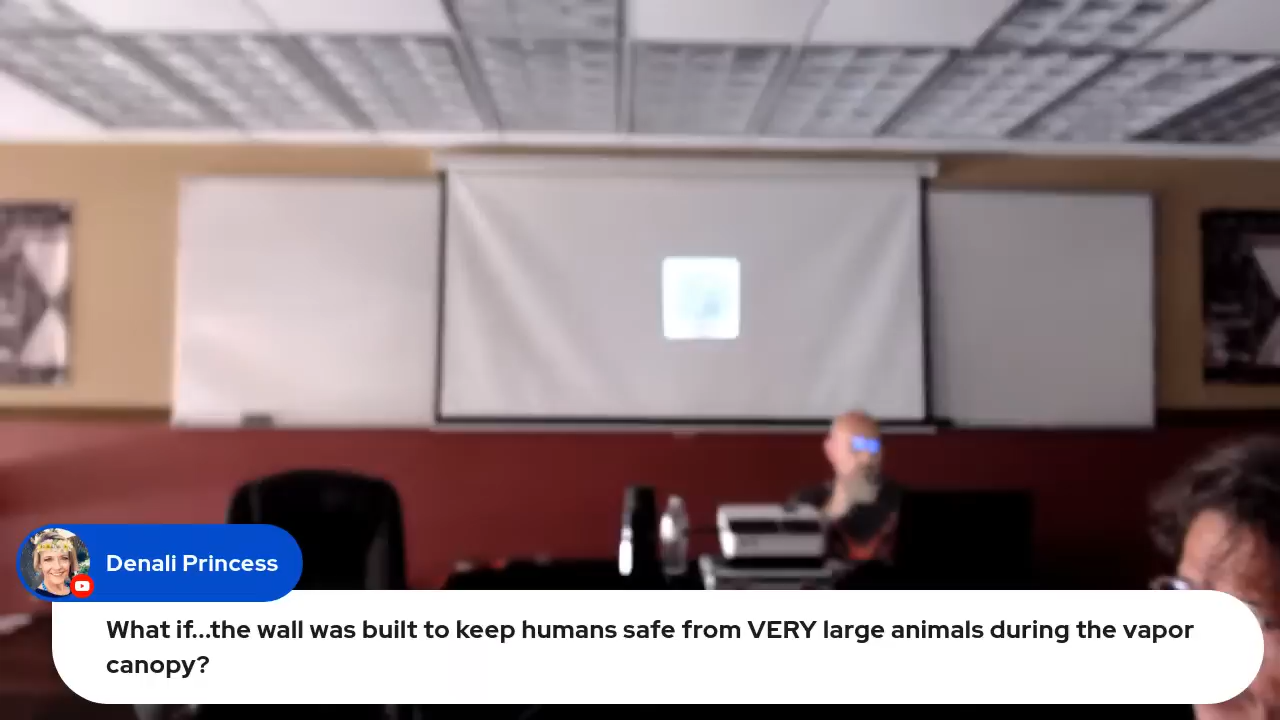 Denali Princess
What if...the wall was built to keep humans safe from VERY large animals during the vapor
canopy?